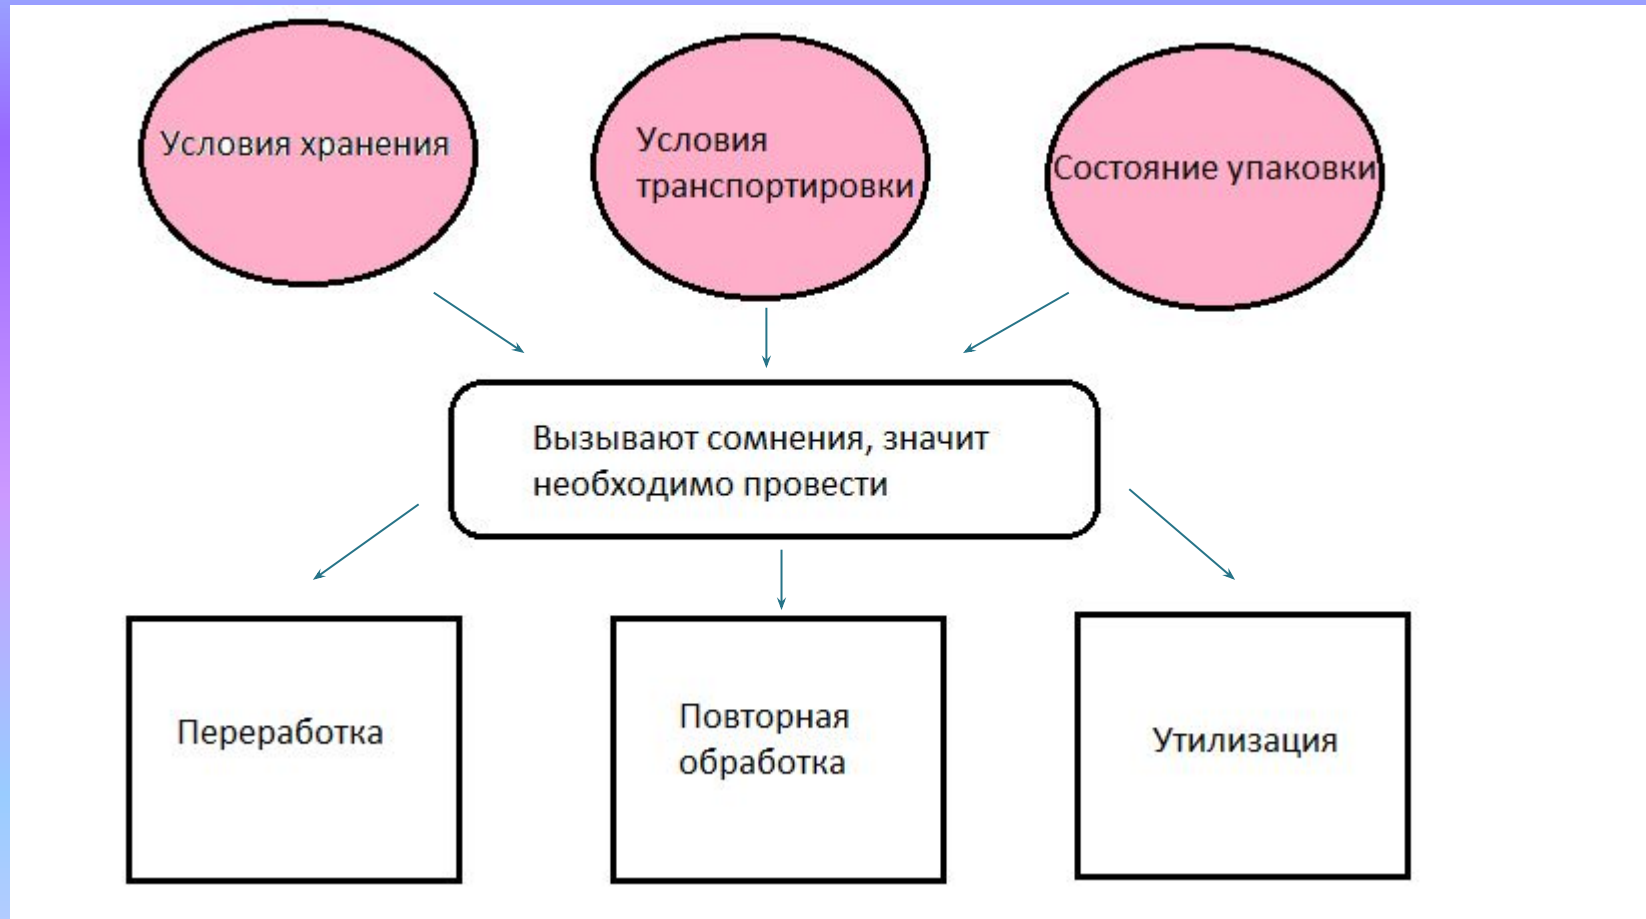 Условия хранения
Условия
транспортировки
Состояние упаковки
Вызывают сомнения, значит
необходимо провести
Переработка
Повторная
обработка
Утилизация